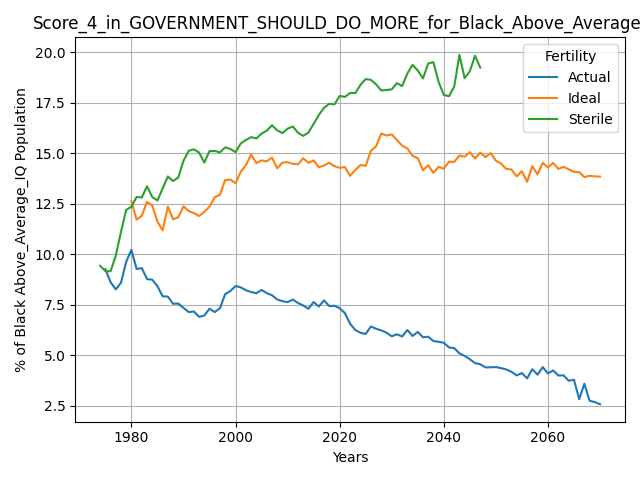 Score_4_in_GOVERNMENT_SHOULD_DO_MORE_for_Black_Above_Average
% of Black Above_Average_IQ Population
20.0
17.5
15.0
12.5
10.0
7.5
5.0
2.5
Fertility
Actual
Ideal
Sterile
1980
2000
2020
2040
2060
Years